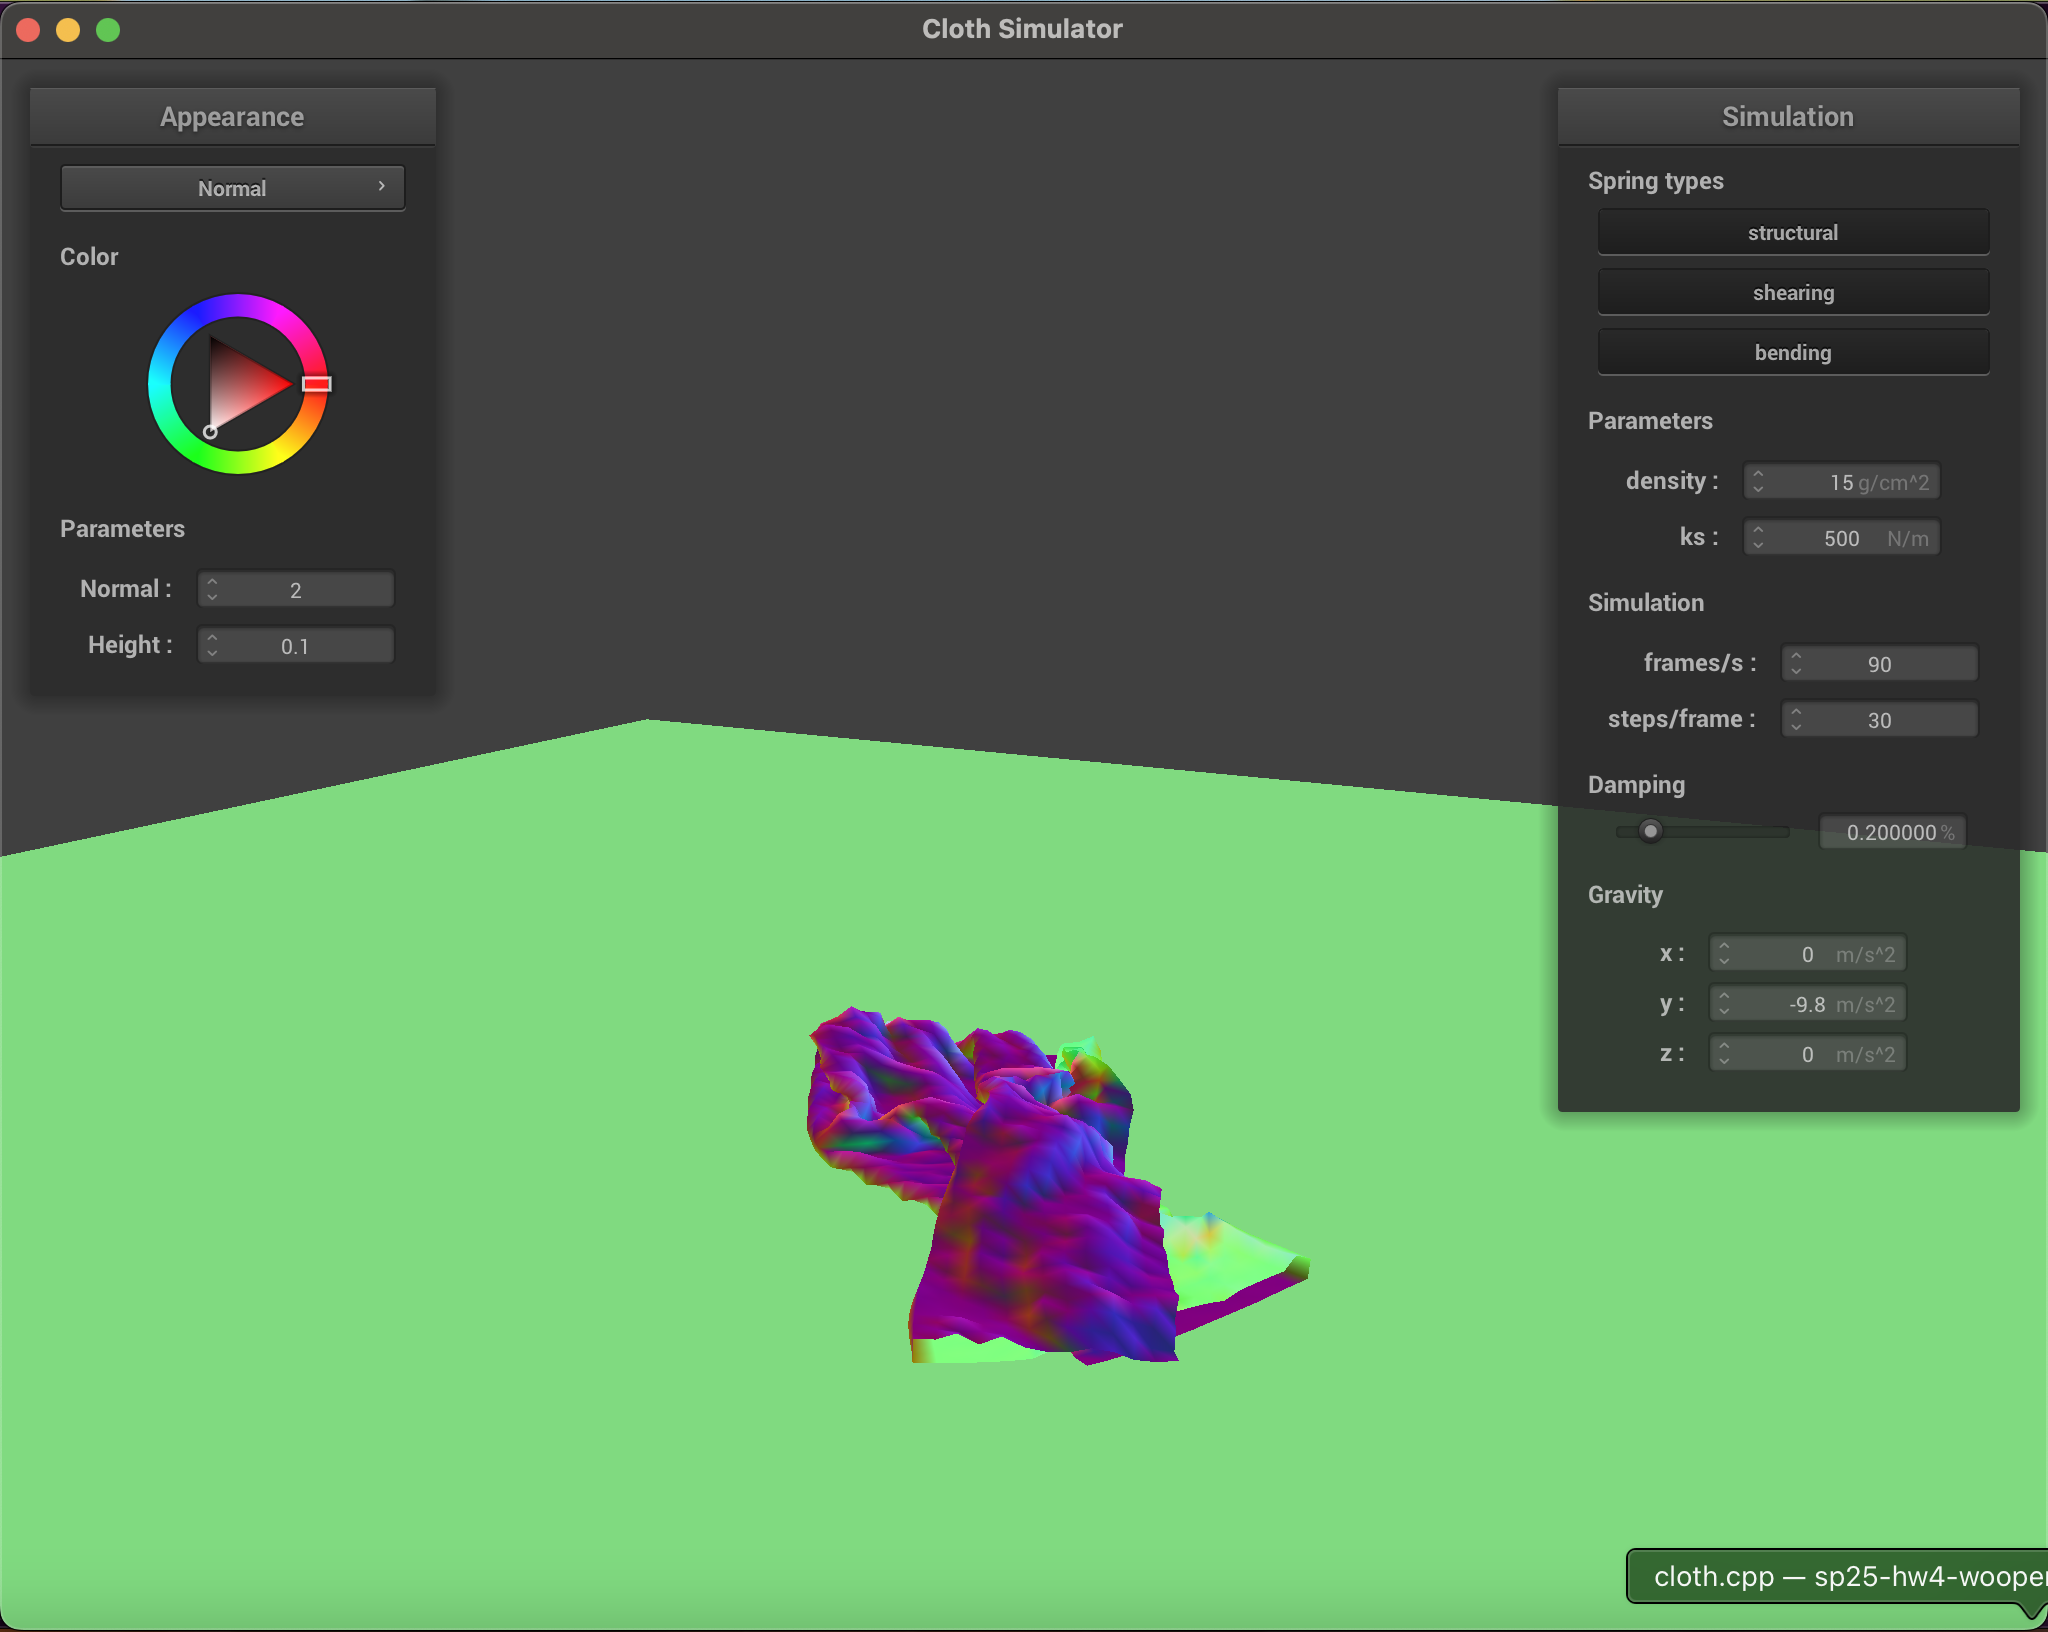 Cloth Simulator
Appearance
Normal
Color
Parameters
Normal : 2
Height : 0.1
Simulation
Spring types
structural
shearing
bending
Parameters
density : 15 g/cm^2
ks : 500 N/m
Simulation
frames/s : 90
steps/frame : 30
Damping
0.200000 %
Gravity
x : 0 m/s^2
y : -9.8 m/s^2
z : 0 m/s^2
cloth.cpp — sp25-hw4-wooper